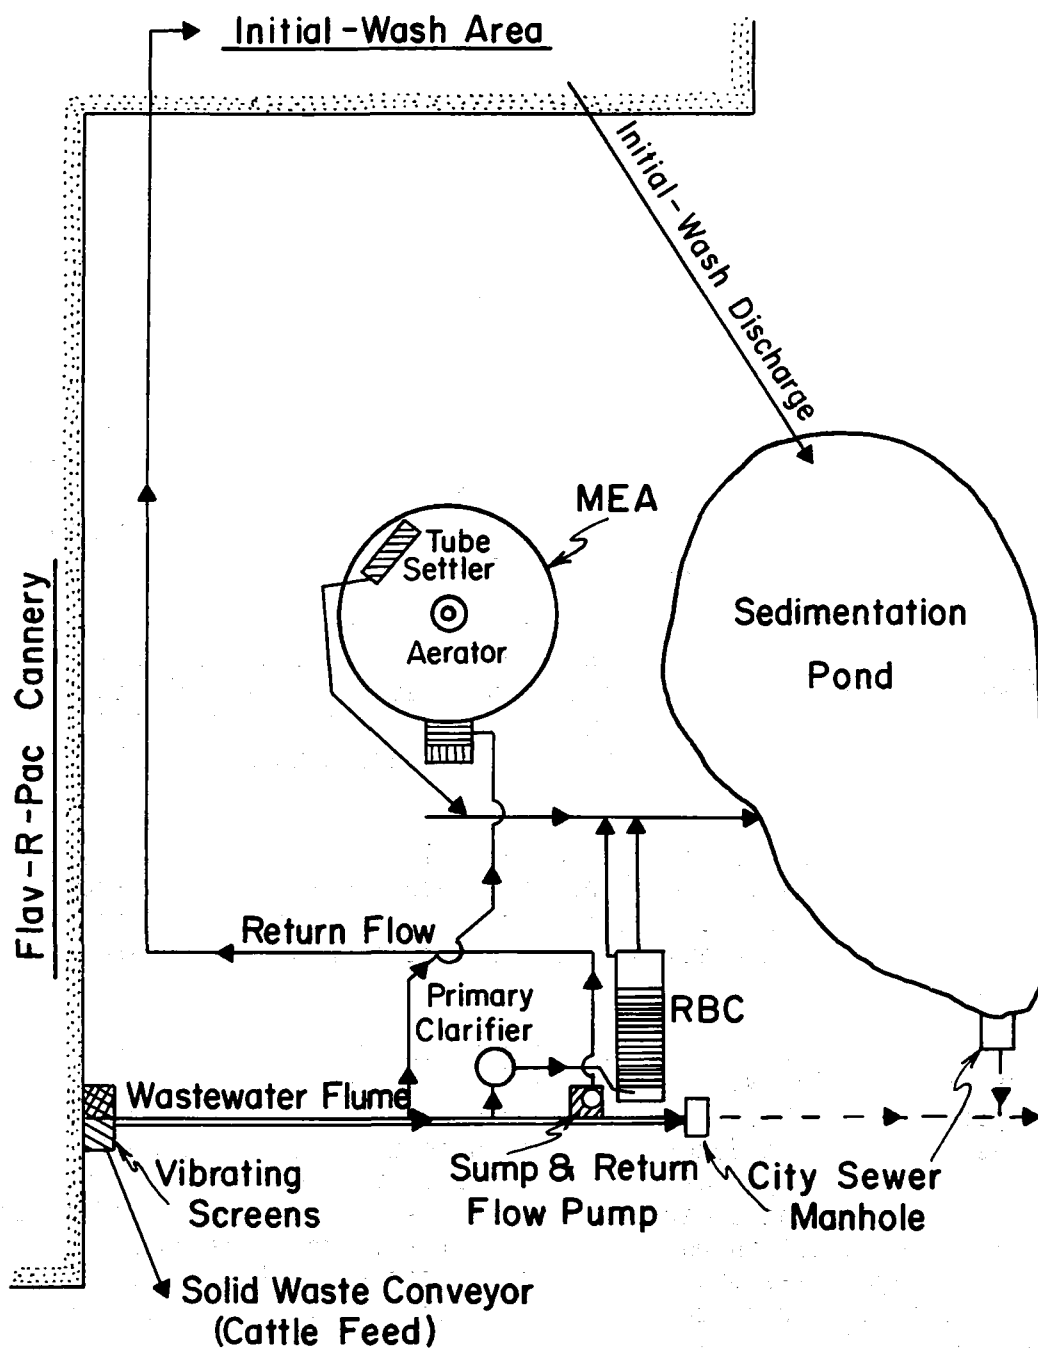 Initial-Wash Area
Initial-Wash Discharge
MEA
Tube
Settler
Aerator
Sedimentation
Pond
Flav-R-Pac Cannery
Return Flow
Primary
Clarifier
RBC
Wastewater Flume
Vibrating
Screens
Sump & Return
Flow Pump
City Sewer
Manhole
Solid Waste Conveyor
(Cattle Feed)